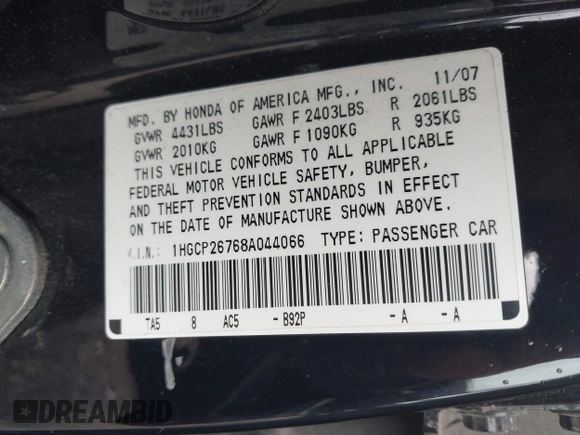 MFD. BY HONDA OF AMERICA MFG., INC. 11/07
GVWR 4431LBS GAWR F 2403LBS R 2061LBS
GVWR 2010KG GAWR F 1090KG R 935KG
THIS VEHICLE CONFORMS TO ALL APPLICABLE
FEDERAL MOTOR VEHICLE SAFETY, BUMPER,
AND THEFT PREVENTION STANDARDS IN EFFECT
ON THE DATE OF MANUFACTURE SHOWN ABOVE.
V.I.N.: 1HGCP26768A044066 TYPE: PASSENGER CAR
TA5 8 AC5 -B92P -A -A
DREAMBID